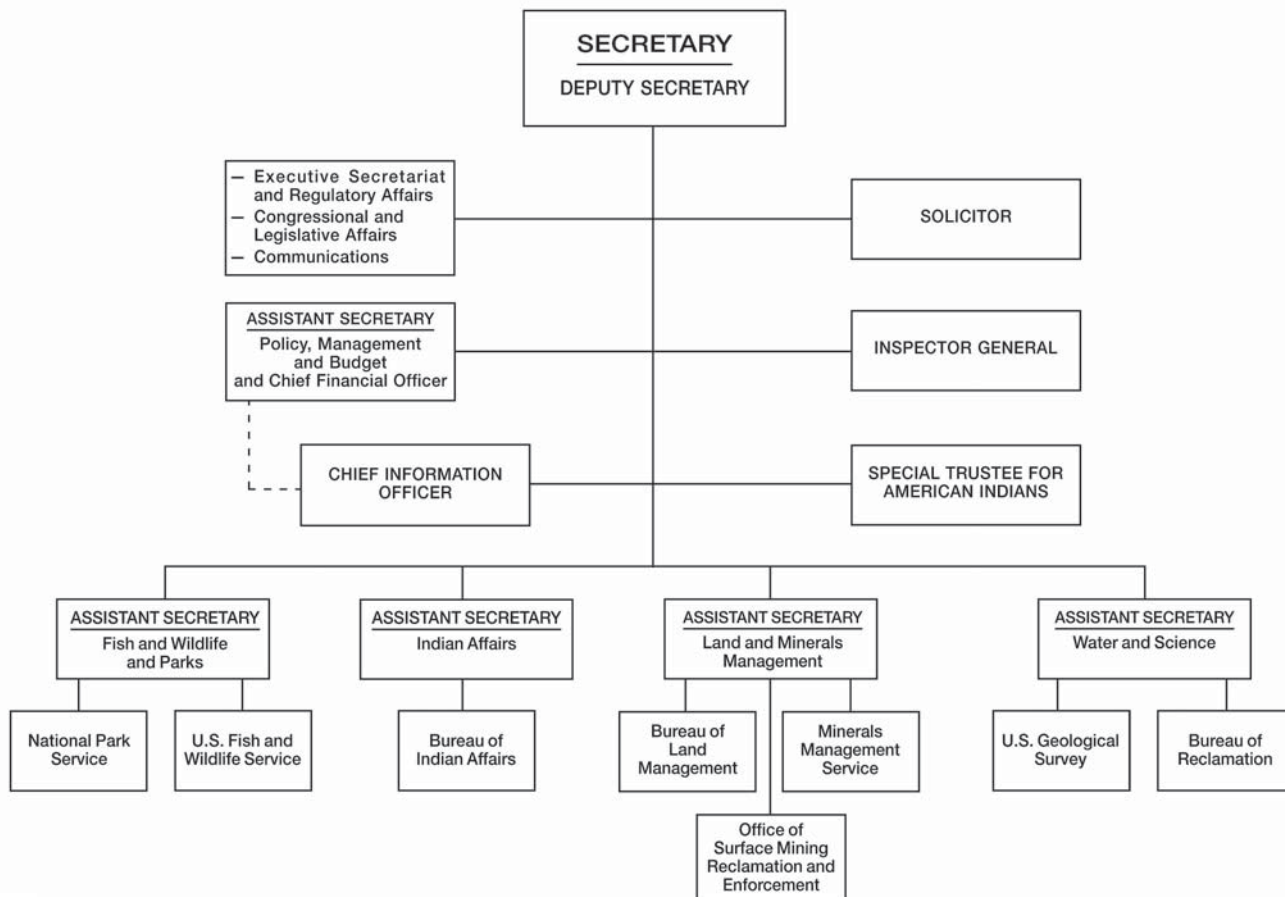 SECRETARY
DEPUTY SECRETARY
– Executive Secretariat
and Regulatory Affairs
– Congressional and
Legislative Affairs
– Communications
SOLICITOR
ASSISTANT SECRETARY
Policy, Management
and Budget
and Chief Financial Officer
INSPECTOR GENERAL
CHIEF INFORMATION
OFFICER
SPECIAL TRUSTEE FOR
AMERICAN INDIANS
ASSISTANT SECRETARY
Fish and Wildlife
and Parks
ASSISTANT SECRETARY
Indian Affairs
ASSISTANT SECRETARY
Land and Minerals
Management
ASSISTANT SECRETARY
Water and Science
National Park
Service
U.S. Fish and
Wildlife Service
Bureau of
Indian Affairs
Bureau of
Land
Management
Minerals
Management
Service
U.S. Geological
Survey
Bureau of
Reclamation
Office of
Surface Mining
Reclamation and
Enforcement